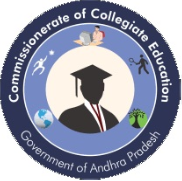 Commissionerate of Collegiate Education
Government of Andhra Pradesh